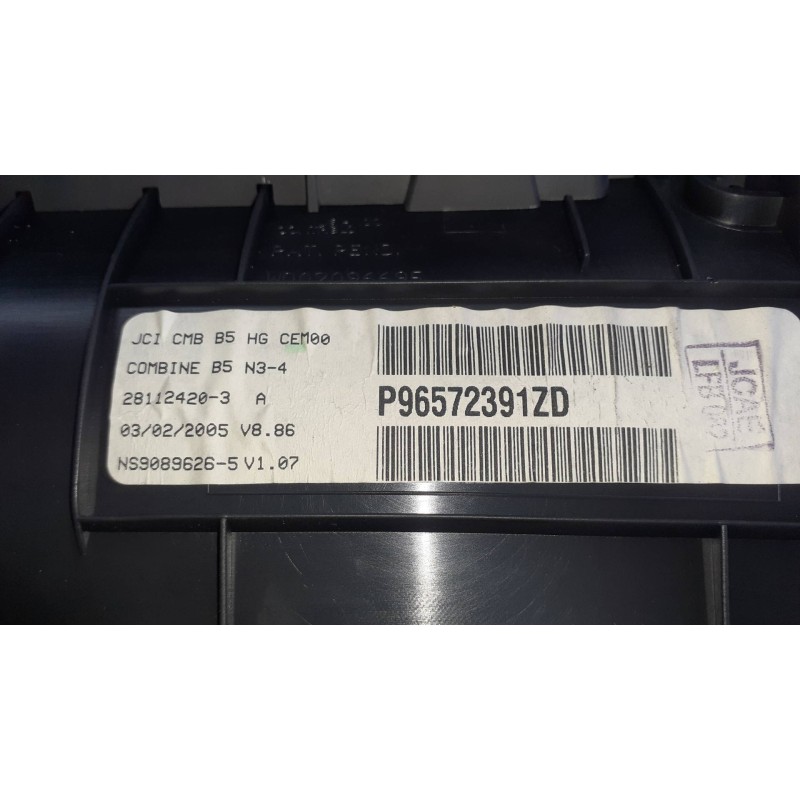 JCI CMB B5 HG CEM00
COMBINE B5 N3-4
28112420-3 A
03/02/2005 V8.86
NS9089626-5 V1.07
P96572391ZD
JCAE